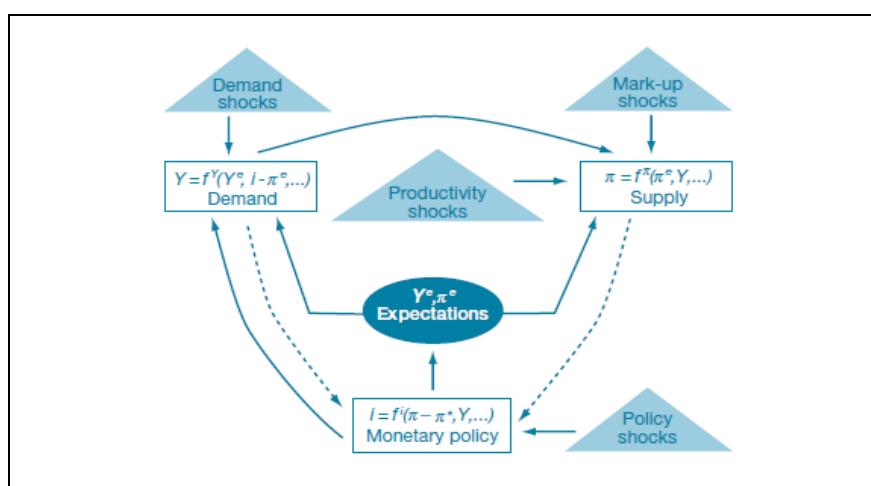 Demand
shocks
Mark-up
shocks
Y = f^Y(Y^e, i - π^e,...)
Demand
π = f^π(π^e, Y,...)
Supply
Productivity
shocks
Y^e, π^e
Expectations
i = f^i(π – π*, Y,...)
Monetary policy
Policy
shocks